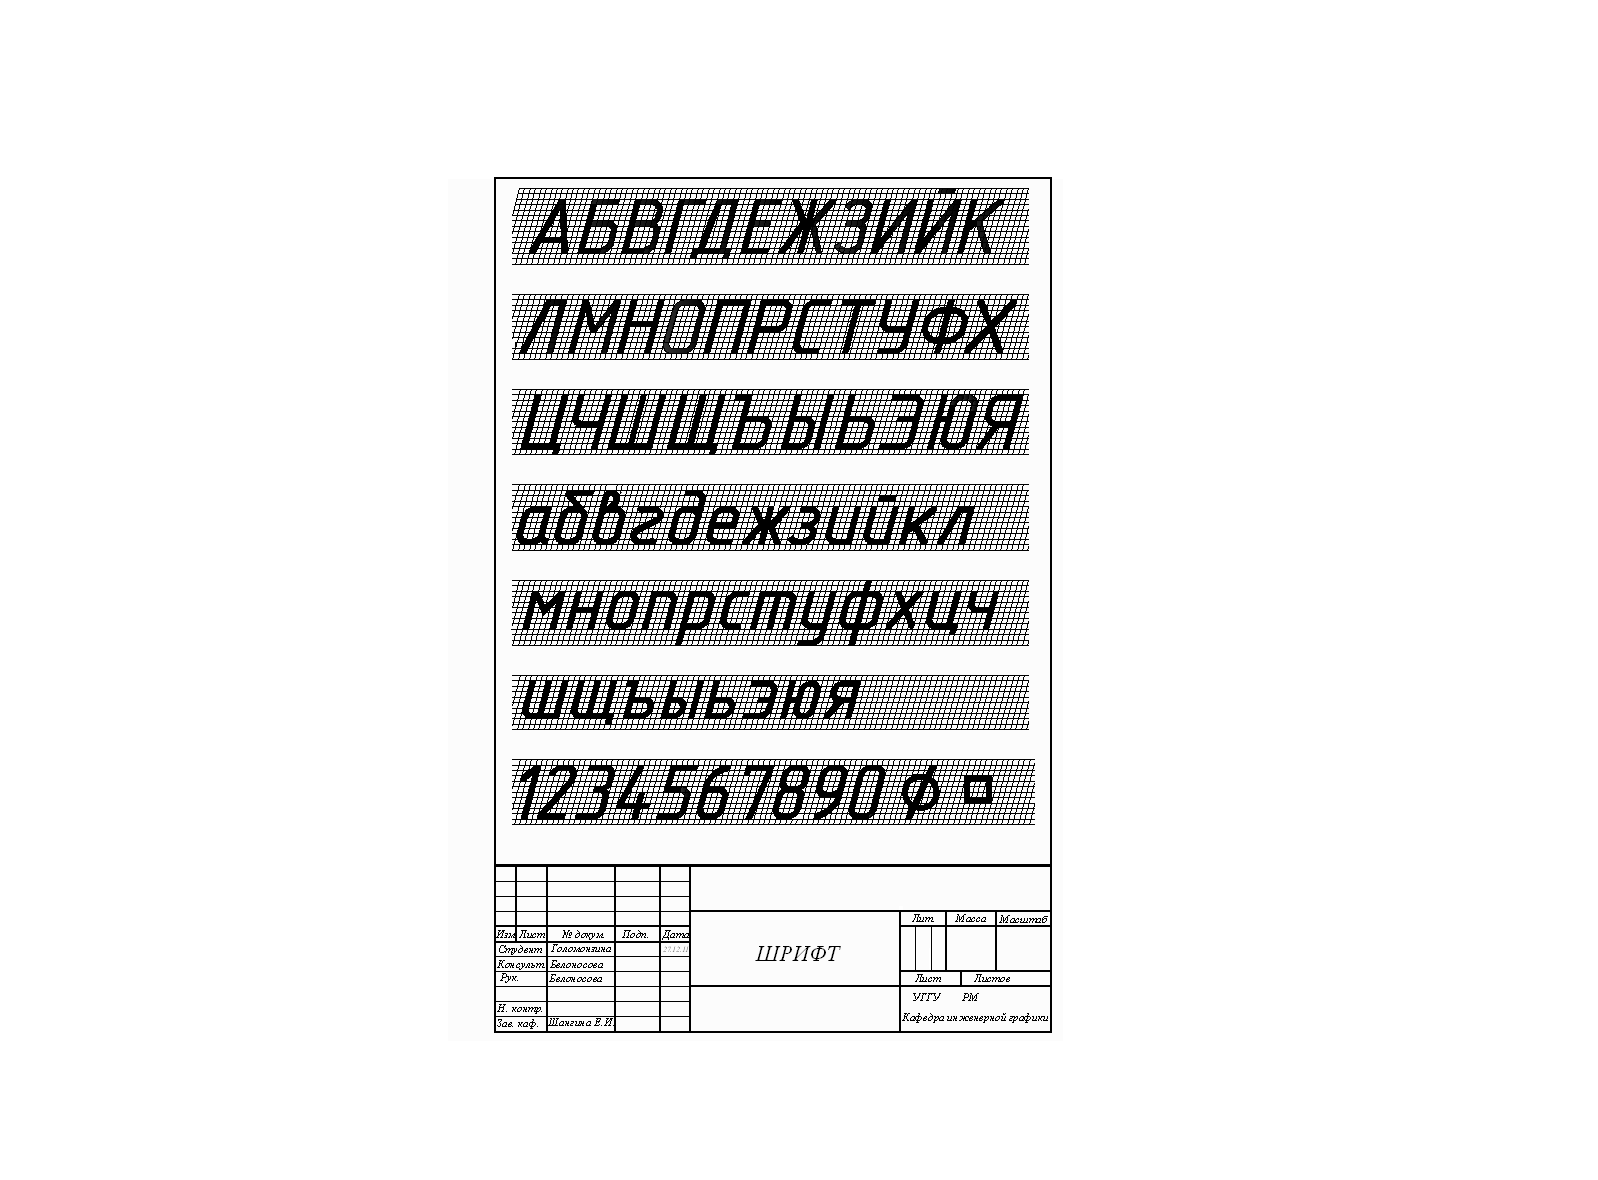 АБВГДЕЖЗИЙК
ЛМНОПРСТУФХ
ЦЧШЩЪЫЬЭЮЯ
абвгдежзийкл
мнопрстуфхцч
шщъыьэюя
1234567890 ⌀ □
Лит. Масса Масштаб
Изм Лист № докум. Подп. Дата
Студент Голомонзина
ШРИФТ
Консульт. Белоносова
Рук. Белоносова
Лист Листов
УГГУ РМ
Н. контр.
Кафедра инженерной графики
Зав. каф. Шангина Е.И.